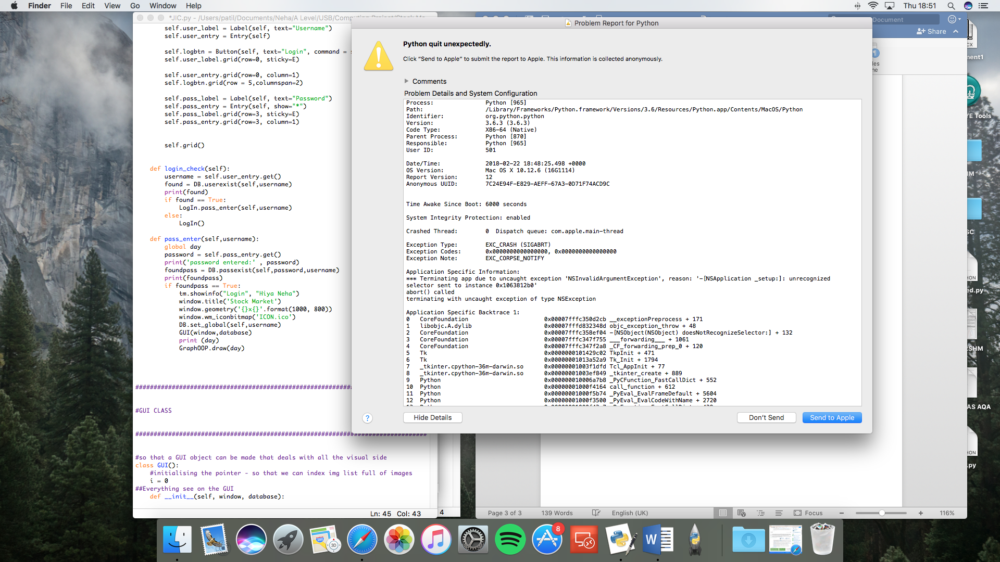 Finder File Edit View Go Window Help
Thu 18:51
*JIC.py - /Users/patil/Documents/Neha/A Level/USB/Computing Project/Stock Ma
self.user_label = Label(self, text="Username")
self.user_entry = Entry(self)
self.logbtn = Button(self, text="Login", command = s
self.user_label.grid(row=0, sticky=E)
self.user_entry.grid(row=0, column=1)
self.logbtn.grid(row = 5,columnspan=2)
self.pass_label = Label(self, text="Password")
self.pass_entry = Entry(self, show="*")
self.pass_label.grid(row=3, sticky=E)
self.pass_entry.grid(row=3, column=1)
self.grid()
def login_check(self):
username = self.user_entry.get()
found = DB.userexist(self,username)
print(found)
if found == True:
LogIn.pass_enter(self,username)
else:
LogIn()
def pass_enter(self,username):
global day
password = self.pass_entry.get()
print('password entered:' , password)
foundpass = DB.passexist(self,password,username)
print(foundpass)
if foundpass == True:
tm.showinfo("Login", "Hiya Neha")
window.title('Stock Market')
window.geometry('{}x{}'.format(1000, 800))
window.wm_iconbitmap('ICON.ico')
DB.set_global(self,username)
GUI(window,database)
print (day)
GraphOOP.draw(day)
#GUI CLASS
################################################################################
#so that a GUI object can be made that deals with all the visual side
class GUI():
#initialising the pointer - so that we can index img list full of images
i = 0
##Everything see on the GUI
def __init__(self, window, database):
Ln: 45 Col: 43
4
Problem Report for Python
Python quit unexpectedly.
Click “Send to Apple” to submit the report to Apple. This information is collected anonymously.
Comments
Problem Details and System Configuration
Process: Python [965]
Path: /Library/Frameworks/Python.framework/Versions/3.6/Resources/Python.app/Contents/MacOS/Python
Identifier: org.python.python
Version: 3.6.3 (3.6.3)
Code Type: X86-64 (Native)
Parent Process: Python [870]
Responsible: Python [965]
User ID: 501
Date/Time: 2018-02-22 18:48:25.498 +0000
OS Version: Mac OS X 10.12.6 (16G1114)
Report Version: 12
Anonymous UUID: 7C24E94F-E829-AEFF-67A3-0D71F74ACD9C
Time Awake Since Boot: 6000 seconds
System Integrity Protection: enabled
Crashed Thread: 0 Dispatch queue: com.apple.main-thread
Exception Type: EXC_CRASH (SIGABRT)
Exception Codes: 0x0000000000000000, 0x0000000000000000
Exception Note: EXC_CORPSE_NOTIFY
Application Specific Information:
*** Terminating app due to uncaught exception 'NSInvalidArgumentException', reason: '-[NSApplication _setup:]: unrecognized
selector sent to instance 0x1063812b0'
abort() called
terminating with uncaught exception of type NSException
Application Specific Backtrace 1:
0 CoreFoundation 0x00007fffc350d2cb __exceptionPreprocess + 171
1 libobjc.A.dylib 0x00007fffd832348d objc_exception_throw + 48
2 CoreFoundation 0x00007fffc358ef04 -[NSObject(NSObject) doesNotRecognizeSelector:] + 132
3 CoreFoundation 0x00007fffc347f755 ___forwarding___ + 1061
4 CoreFoundation 0x00007fffc347f2a8 _CF_forwarding_prep_0 + 120
5 Tk 0x0000000101429c02 TkpInit + 471
6 Tk 0x00000001013a52a9 Tk_Init + 1794
7 _tkinter.cpython-36m-darwin.so 0x00000001003f1dfd Tcl_AppInit + 77
8 _tkinter.cpython-36m-darwin.so 0x00000001003ef849 _tkinter_create + 889
9 Python 0x000000010006a7b8 _PyCFunction_FastCallDict + 552
10 Python 0x00000001000f4164 call_function + 612
11 Python 0x00000001000f5b74 _PyEval_EvalFrameDefault + 5604
12 Python 0x00000001000f3500 _PyEval_EvalCodeWithName + 2720
? Hide Details Don’t Send Send to Apple
Document
Share
les
ne
CX
ment1
YE Tools
M
SC
HON
ed.py
RSHM
AS AQA
HON
.py
Page 3 of 3 139 Words English (UK) Focus 116%
3D
8
W